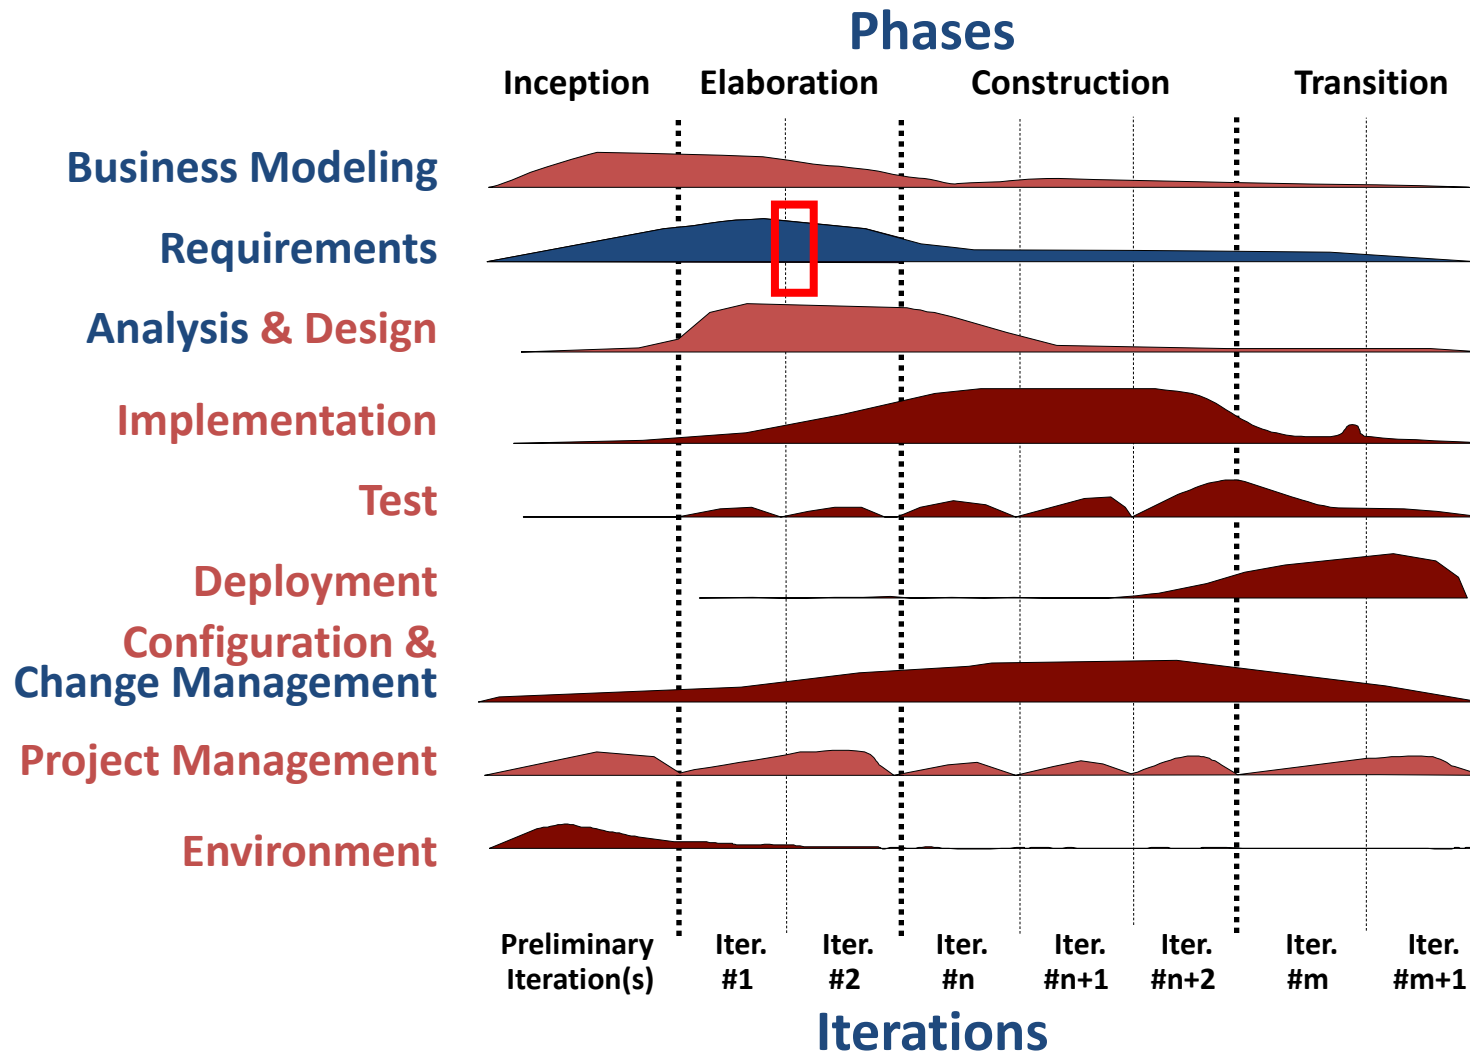 Phases
Inception Elaboration Construction Transition
Business Modeling
Requirements
Analysis & Design
Implementation
Test
Deployment
Configuration &
Change Management
Project Management
Environment
Preliminary Iter. Iter. Iter. Iter. Iter. Iter. Iter.
Iteration(s) #1 #2 #n #n+1 #n+2 #m #m+1
Iterations